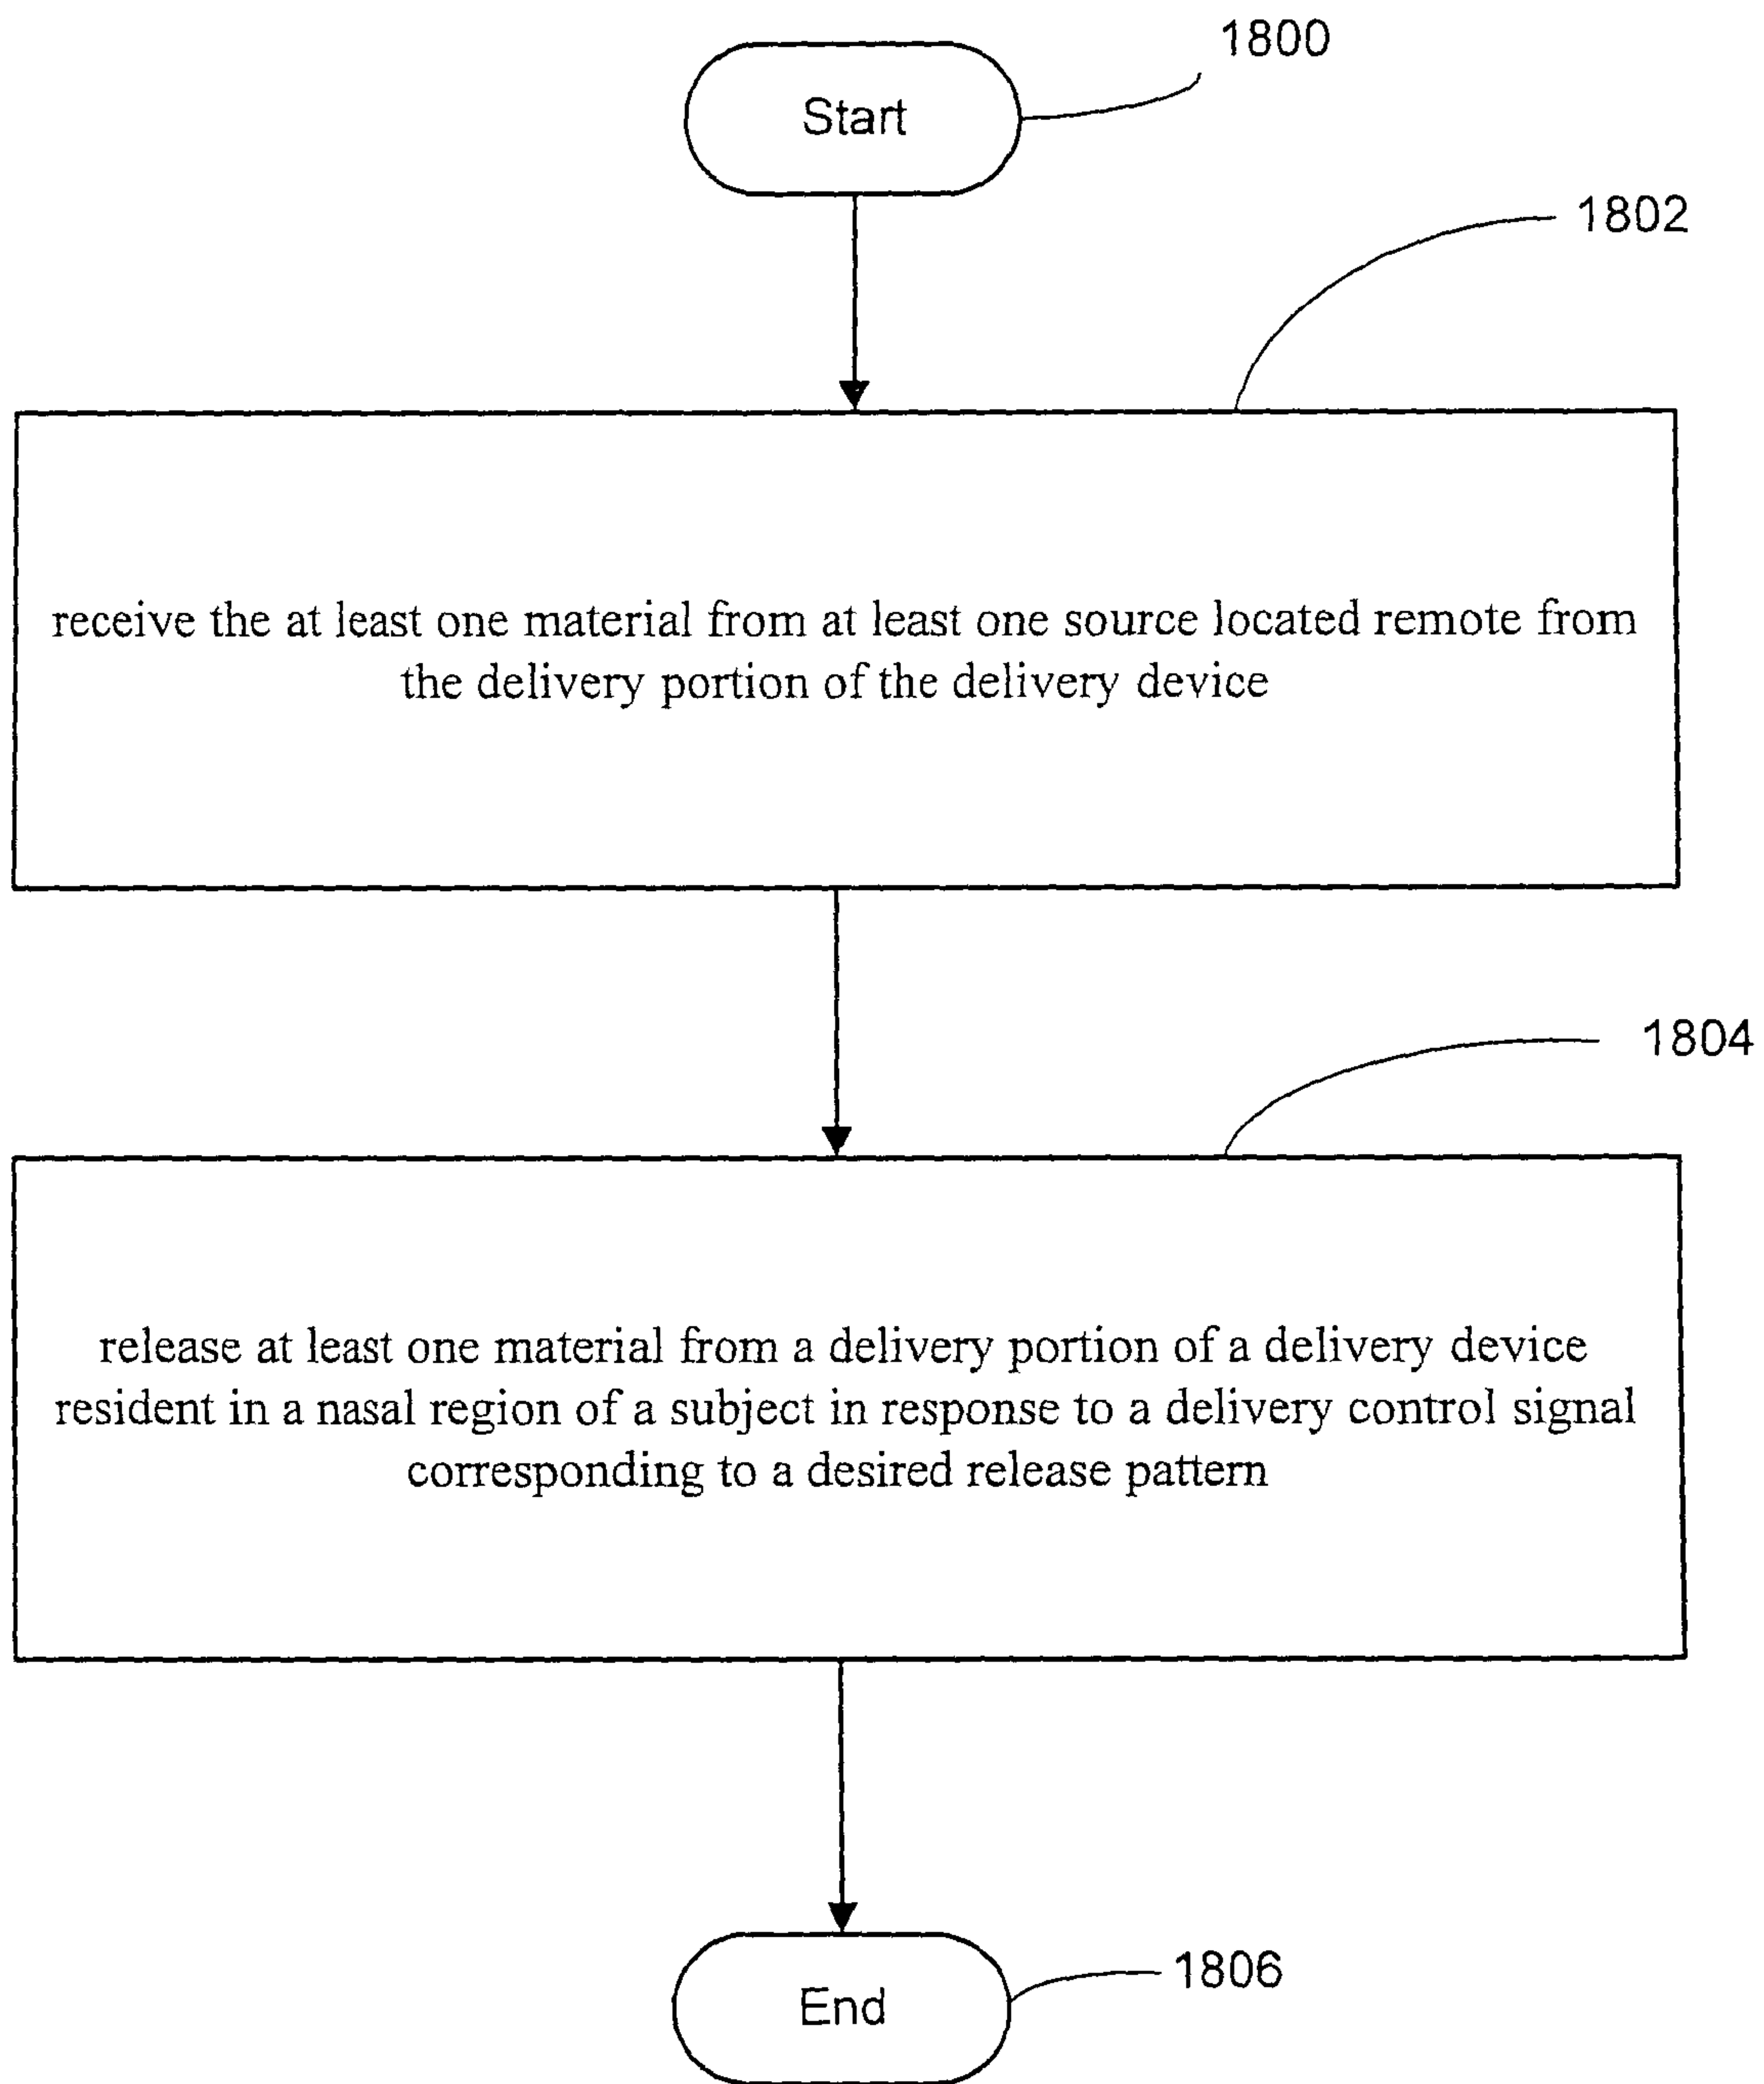 1800
Start
1802
receive the at least one material from at least one source located remote from
the delivery portion of the delivery device
1804
release at least one material from a delivery portion of a delivery device
resident in a nasal region of a subject in response to a delivery control signal
corresponding to a desired release pattern
1806
End